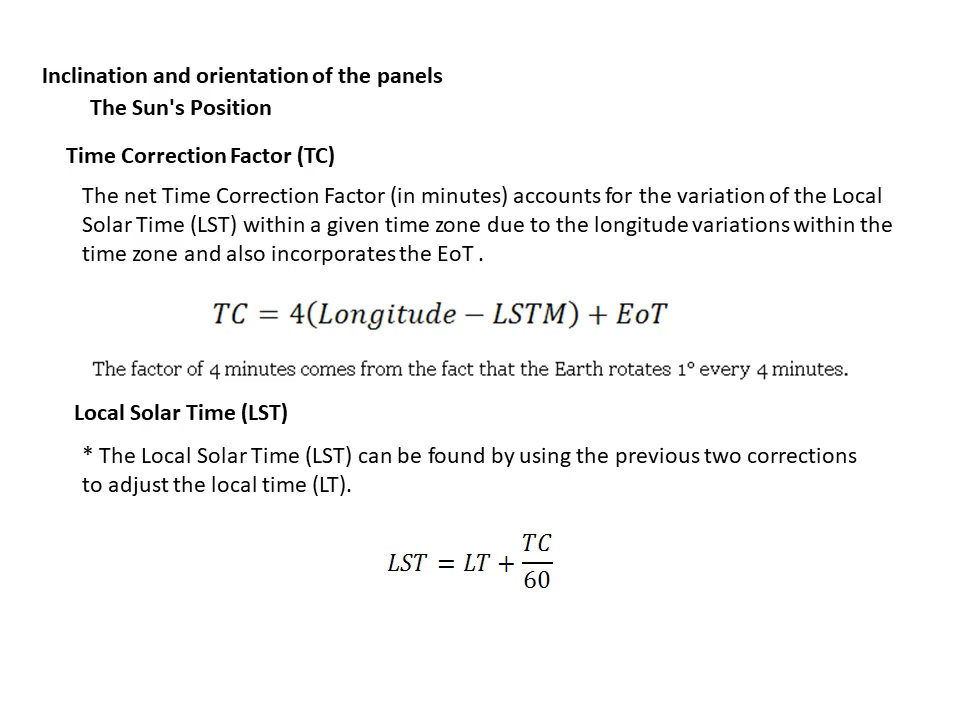 Inclination and orientation of the panels
The Sun's Position
Time Correction Factor (TC)
The net Time Correction Factor (in minutes) accounts for the variation of the Local
Solar Time (LST) within a given time zone due to the longitude variations within the
time zone and also incorporates the EoT .
TC = 4(Longitude − LSTM) + EoT
The factor of 4 minutes comes from the fact that the Earth rotates 1° every 4 minutes.
Local Solar Time (LST)
* The Local Solar Time (LST) can be found by using the previous two corrections
to adjust the local time (LT).
LST = LT + TC/60